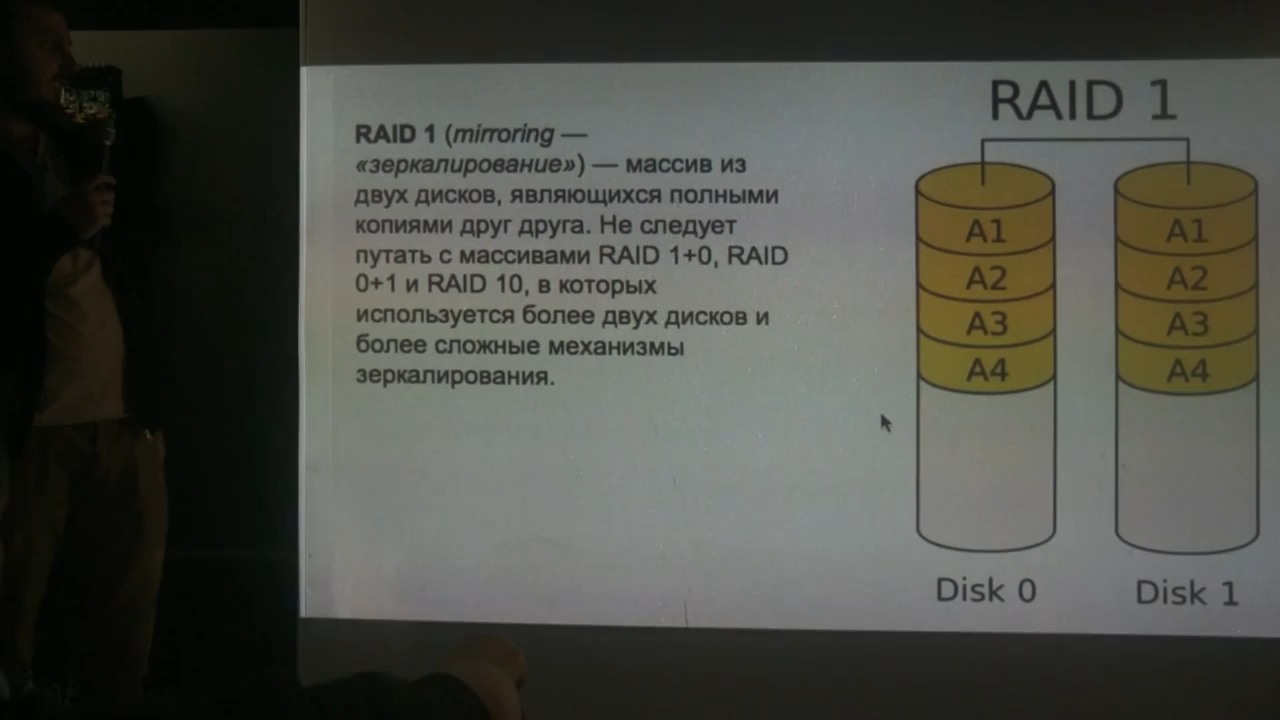 RAID 1 (mirroring —
«зеркалирование») — массив из
двух дисков, являющихся полными
копиями друг друга. Не следует
путать с массивами RAID 1+0, RAID
0+1 и RAID 10, в которых
используется более двух дисков и
более сложные механизмы
зеркалирования.
RAID 1
A1
A2
A3
A4
Disk 0
A1
A2
A3
A4
Disk 1